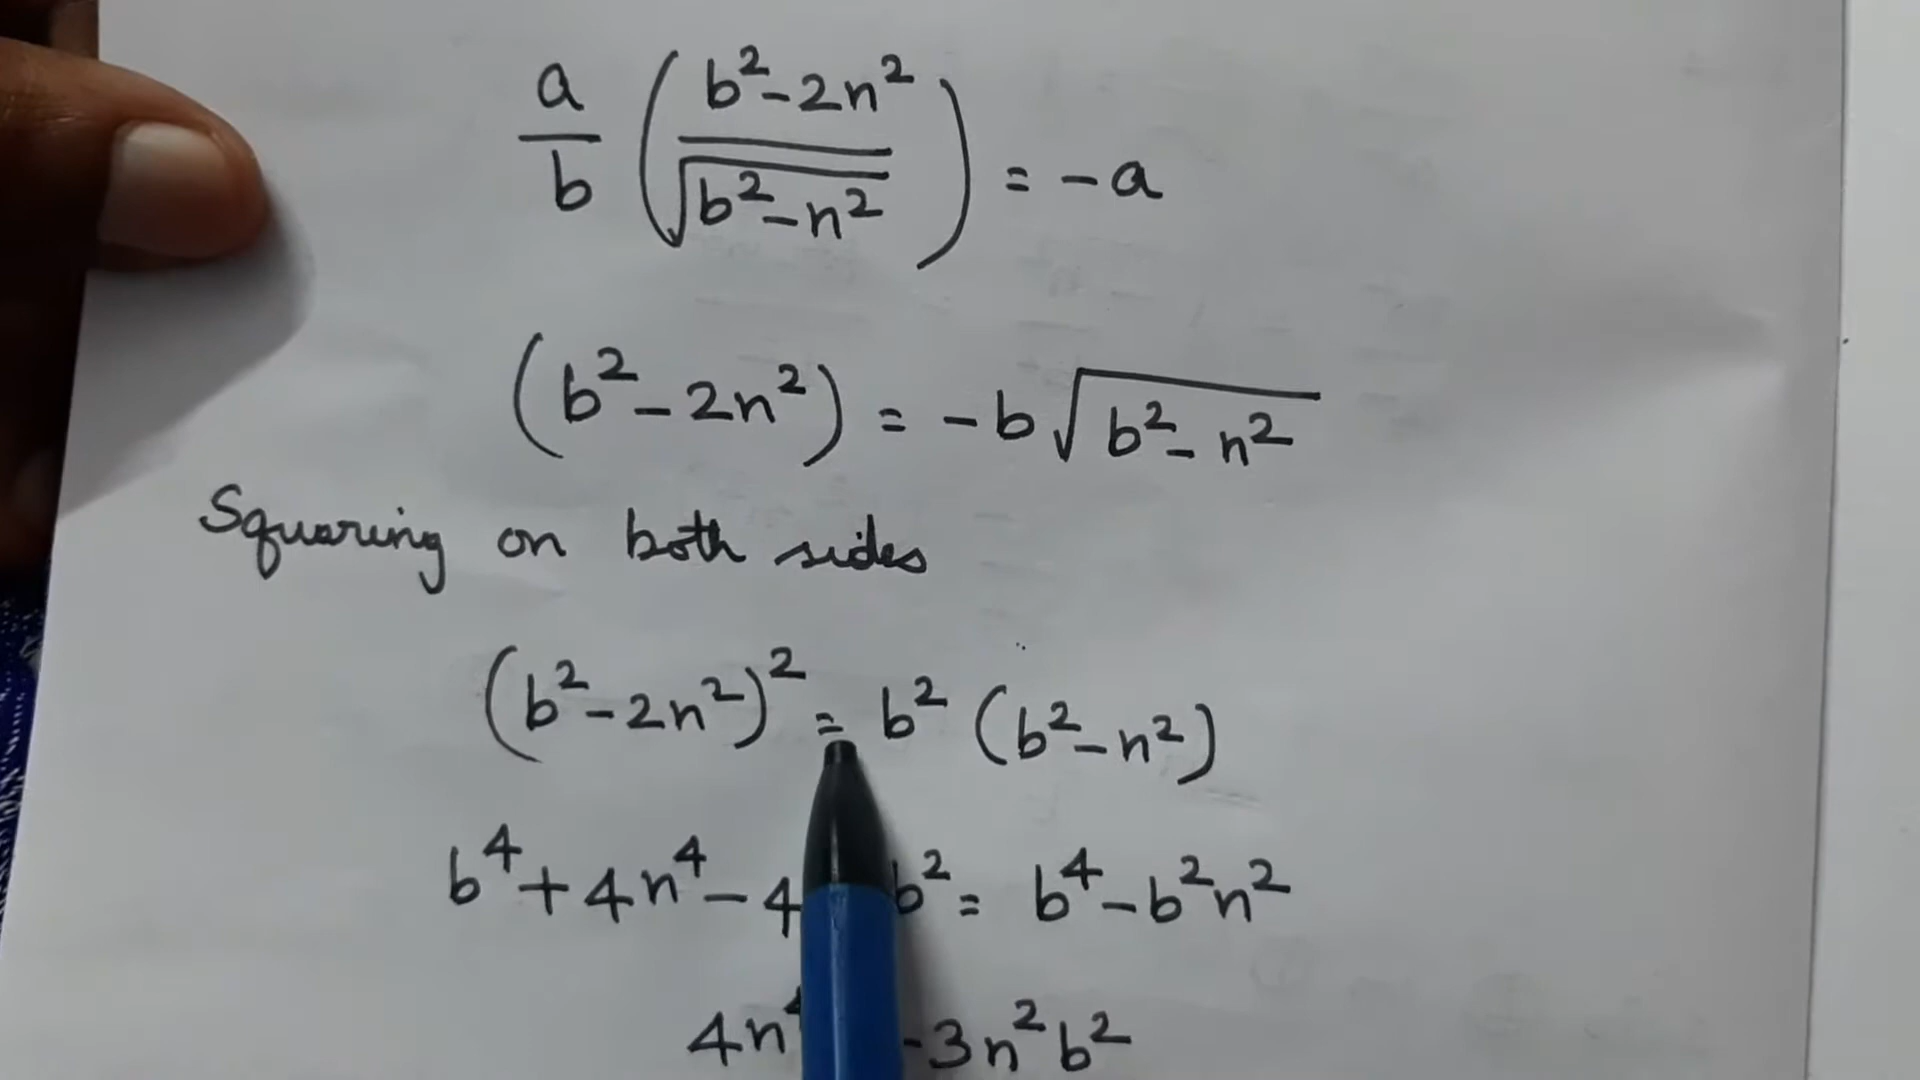 a/b ( (b²-2n²) / √(b²-n²) ) = -a
(b²-2n²) = -b√(b²-n²)
Squaring on both sides
(b²-2n²)² = b² (b²-n²)
b⁴+4n⁴-4 b² = b⁴-b²n²
4n⁴ -3n²b²